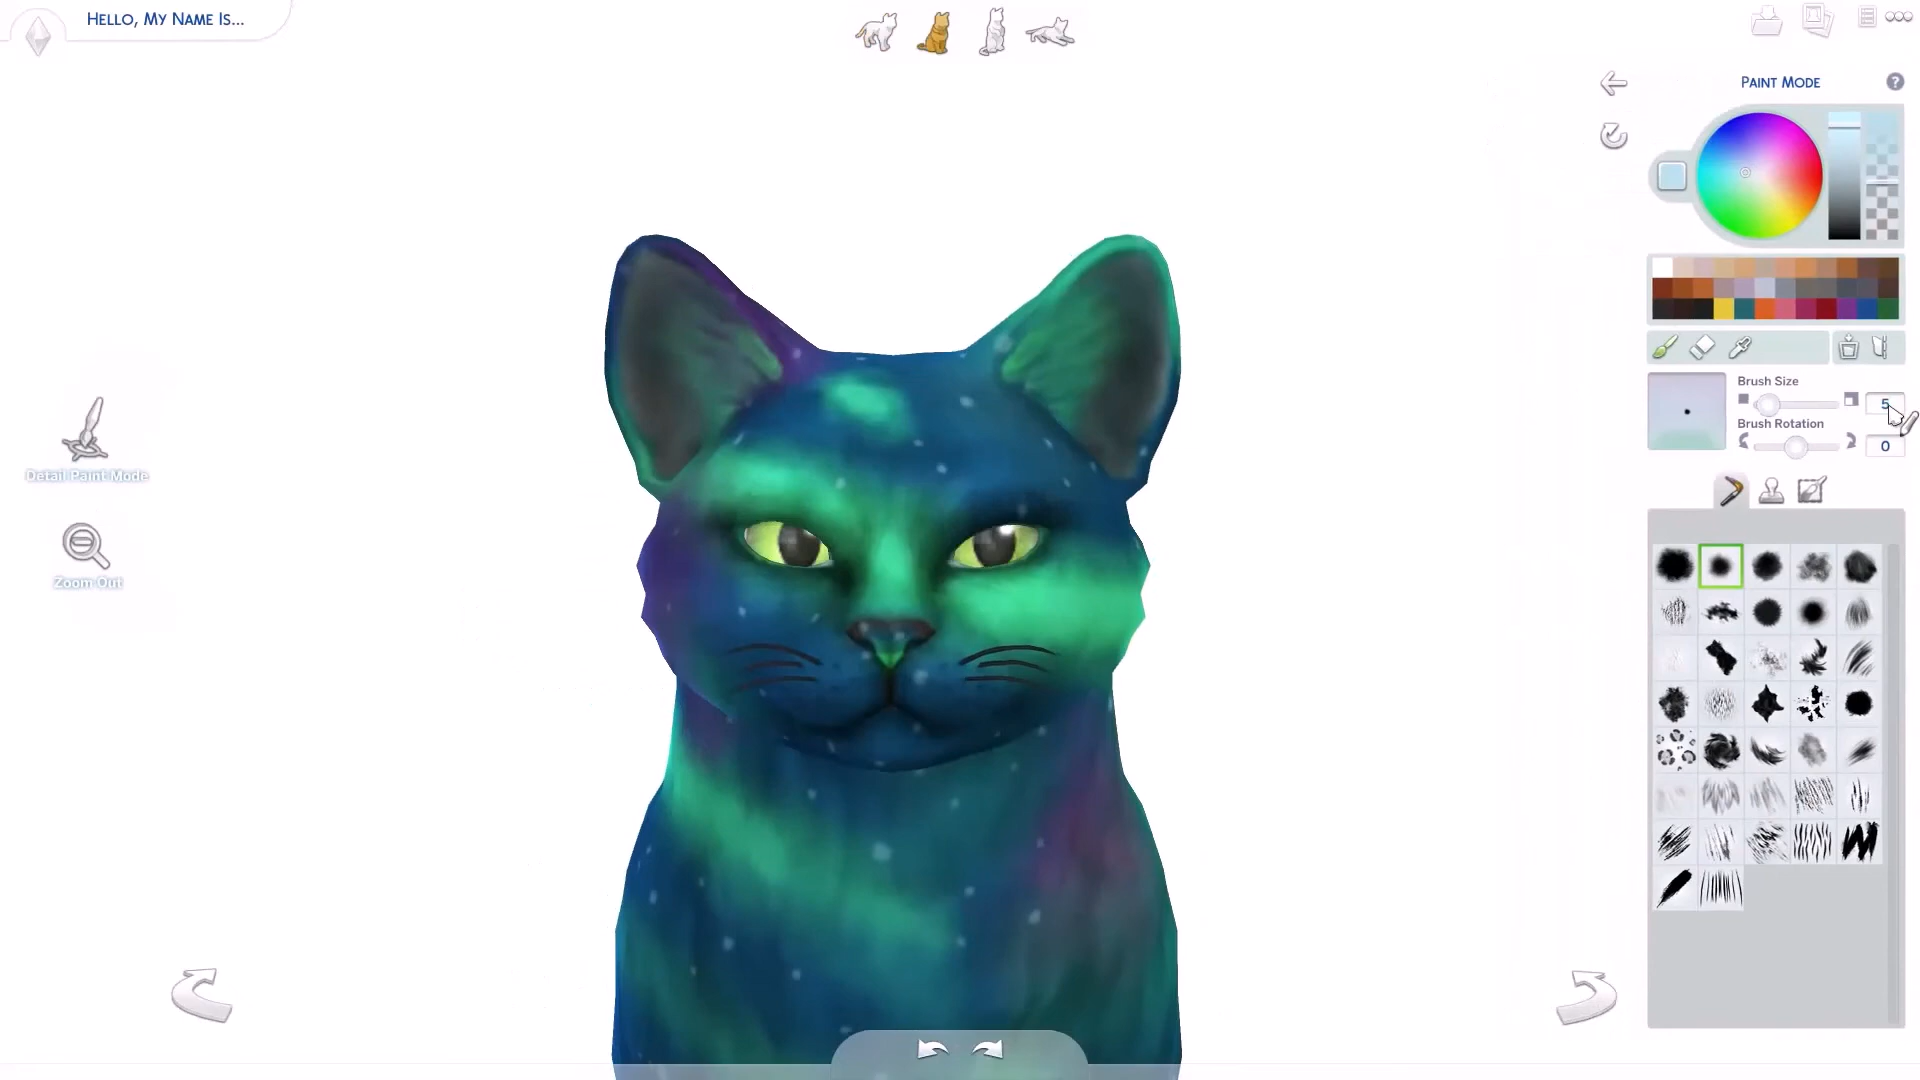 HELLO, MY NAME IS...
PAINT MODE
?
Brush Size
5
Brush Rotation
0
Detail Paint Mode
Zoom Out